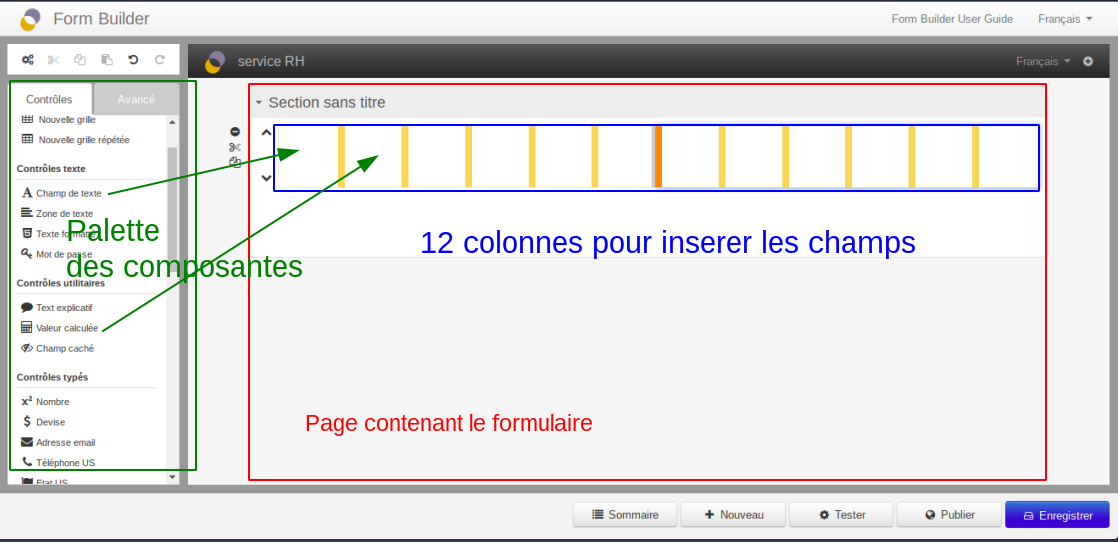 Form Builder
Form Builder User Guide
Français
service RH
Français
Contrôles
Avancé
Nouvelle grille
Nouvelle grille répétée
Contrôles texte
Champ de texte
Zone de texte
Texte formatté
Mot de passe
Contrôles utilitaires
Text explicatif
Valeur calculée
Champ caché
Contrôles typés
Nombre
Devise
Adresse email
Téléphone US
Etat US
Palette
des composantes
Section sans titre
12 colonnes pour inserer les champs
Page contenant le formulaire
Sommaire
Nouveau
Tester
Publier
Enregistrer